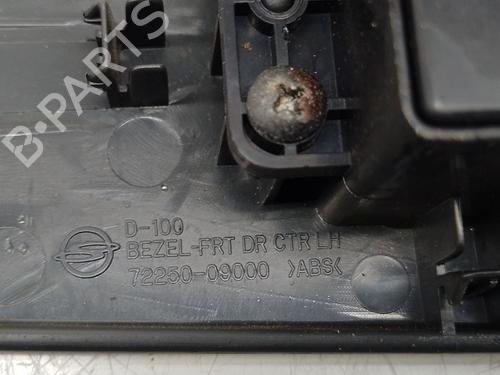 B-PARTS
D-100
BEZEL-FRT DR CTR LH
72250-09000 >ABS<